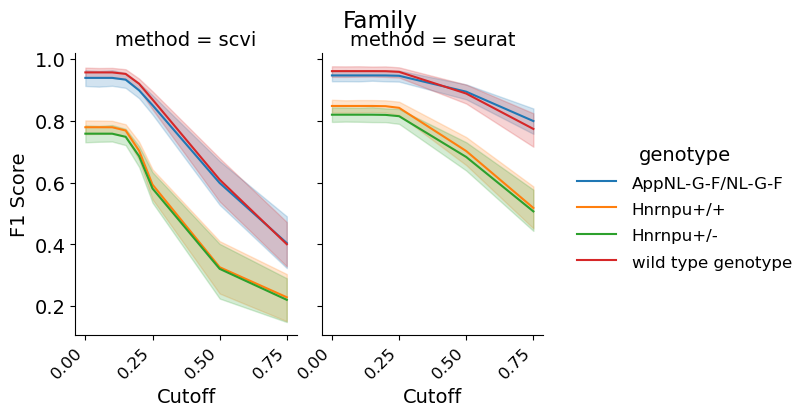 Family
method = scvi
method = seurat
1.0
0.8
0.6
0.4
0.2
F1 Score
0.00
0.25
0.50
0.75
0.00
0.25
0.50
0.75
Cutoff
Cutoff
genotype
AppNL-G-F/NL-G-F
Hnrnpu+/+
Hnrnpu+/-
wild type genotype